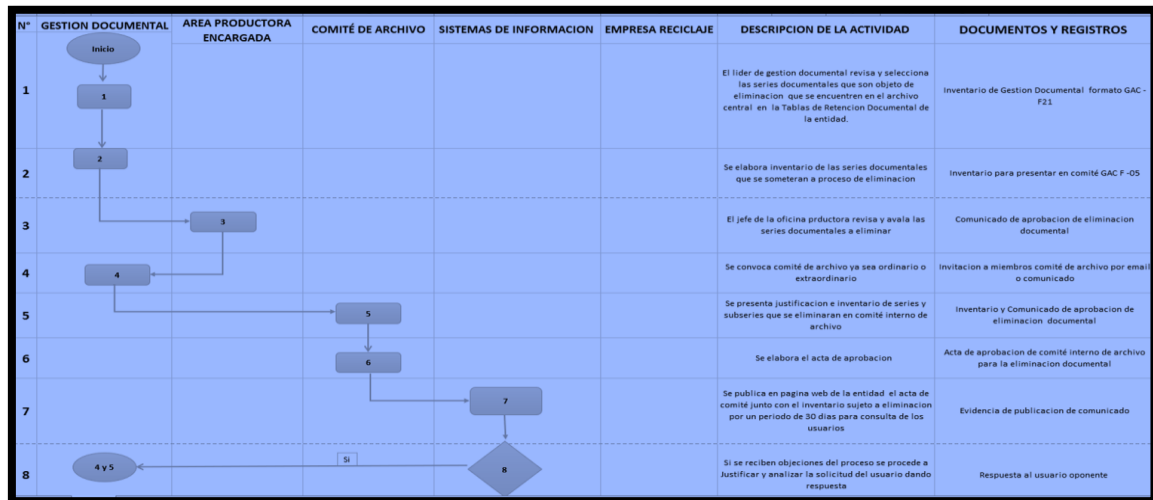 N° GESTION DOCUMENTAL AREA PRODUCTORA ENCARGADA COMITÉ DE ARCHIVO SISTEMAS DE INFORMACION EMPRESA RECICLAJE DESCRIPCION DE LA ACTIVIDAD DOCUMENTOS Y REGISTROS
Inicio
1
1
El lider de gestion documental revisa y selecciona
las series documentales que son objeto de
eliminacion que se encuentren en el archivo
central en la Tablas de Retencion Documental de
la entidad.
Inventario de Gestion Documental formato GAC -
F21
2
2
Se elabora inventario de las series documentales
que se someteran a proceso de eliminacion
Inventario para presentar en comité GAC F -05
3
3
El jefe de la oficina prductora revisa y avala las
series documentales a eliminar
Comunicado de aprobacion de eliminacion
documental
4
4
Se convoca comité de archivo ya sea ordinario o
extraordinario
Invitacion a miembros comité de archivo por email
o comunicado
5
5
Se presenta justificacion e inventario de series y
subseries que se eliminaran en comité interno de
archivo
Inventario y Comunicado de aprobacion de
eliminacion documental
6
6
Se elabora el acta de aprobacion
Acta de aprobacion de comité interno de archivo
para la eliminacion documental
7
7
Se publica en pagina web de la entidad el acta de
comité junto con el inventario sujeto a eliminacion
por un periodo de 30 dias para consulta de los
usuarios
Evidencia de publicacion de comunicado
8
4 y 5
Si
8
Si se reciben objeciones del proceso se procede a
Justificar y analizar la solicitud del usuario dando
respuesta
Respuesta al usuario oponente